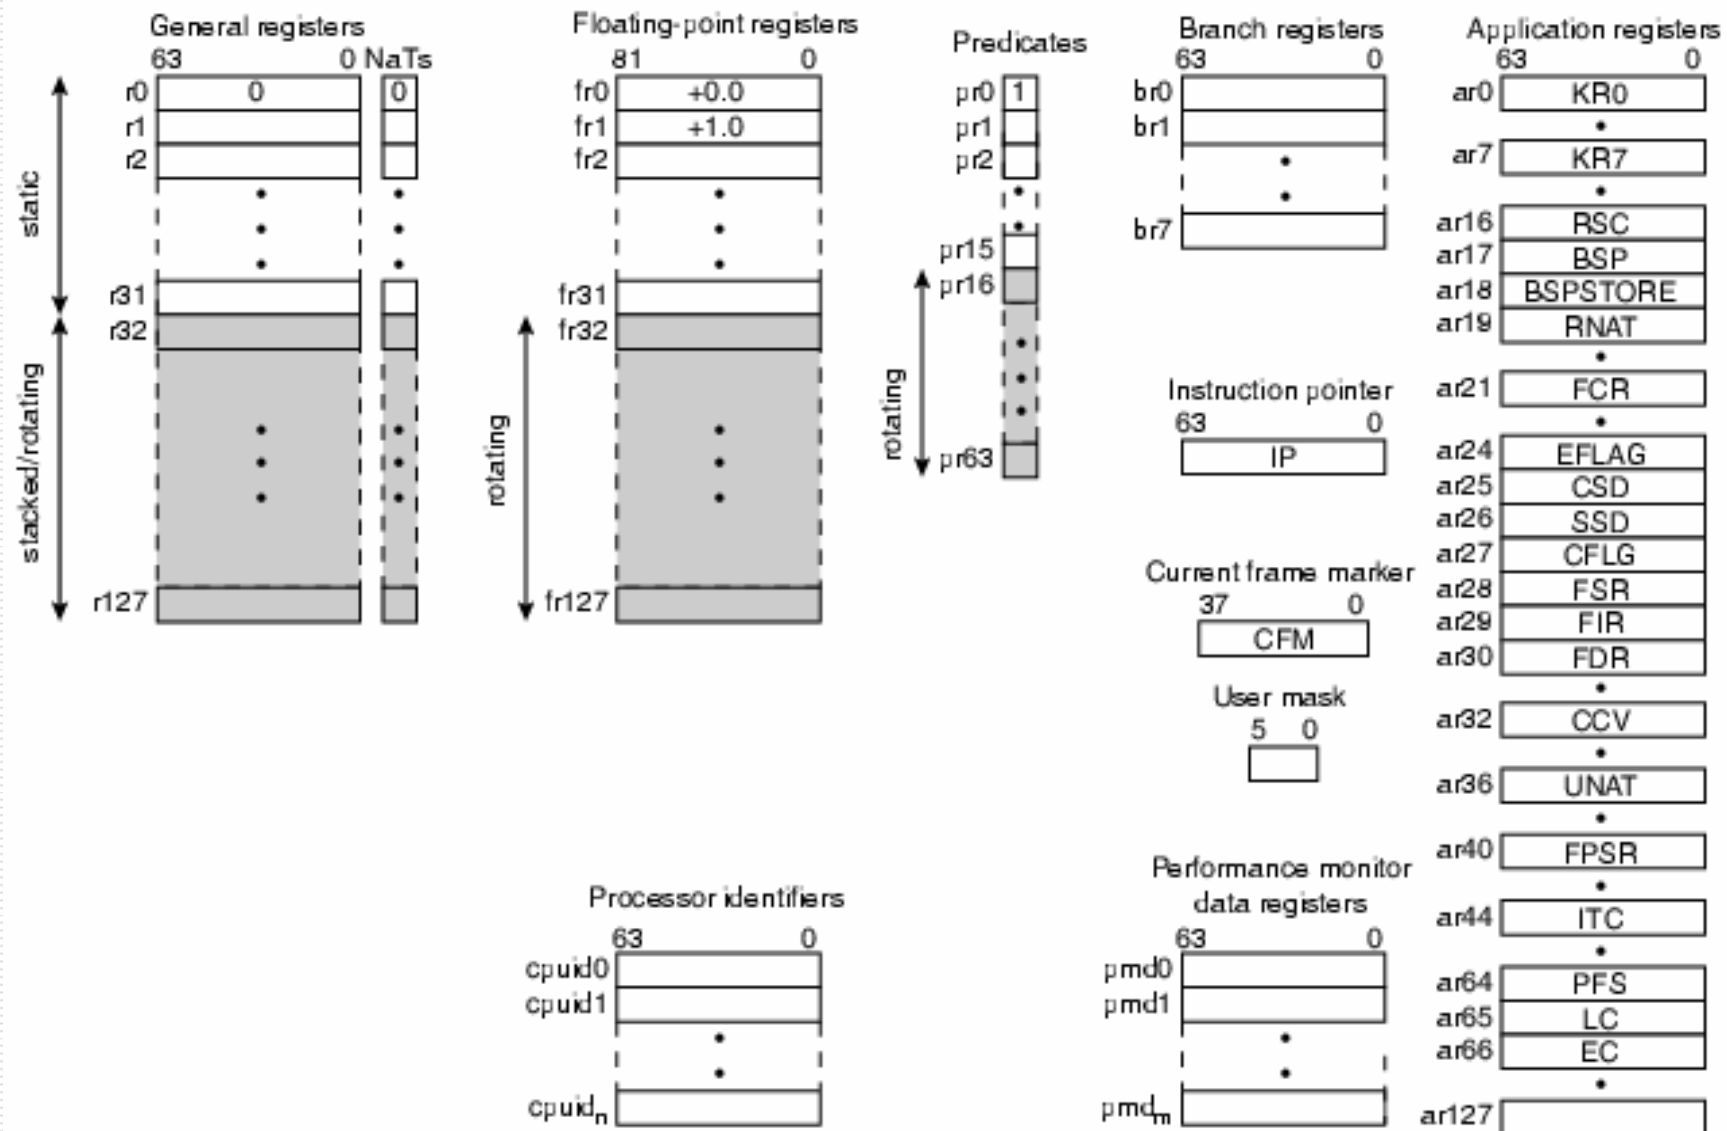 General registers
63 0 NaTs
r0 0 0
r1
r2
r31
r32
r127
static
stacked/rotating
Floating-point registers
81 0
fr0 +0.0
fr1 +1.0
fr2
fr31
fr32
fr127
rotating
Predicates
pr0 1
pr1
pr2
pr15
pr16
pr63
rotating
Branch registers
63 0
br0
br1
br7
Instruction pointer
63 0
IP
Current frame marker
37 0
CFM
User mask
5 0
Processor identifiers
63 0
cpuid0
cpuid1
cpuidn
Performance monitor
data registers
63 0
pmd0
pmd1
pmdm
Application registers
63 0
ar0 KR0
ar7 KR7
ar16 RSC
ar17 BSP
ar18 BSPSTORE
ar19 RNAT
ar21 FCR
ar24 EFLAG
ar25 CSD
ar26 SSD
ar27 CFLG
ar28 FSR
ar29 FIR
ar30 FDR
ar32 CCV
ar36 UNAT
ar40 FPSR
ar44 ITC
ar64 PFS
ar65 LC
ar66 EC
ar127